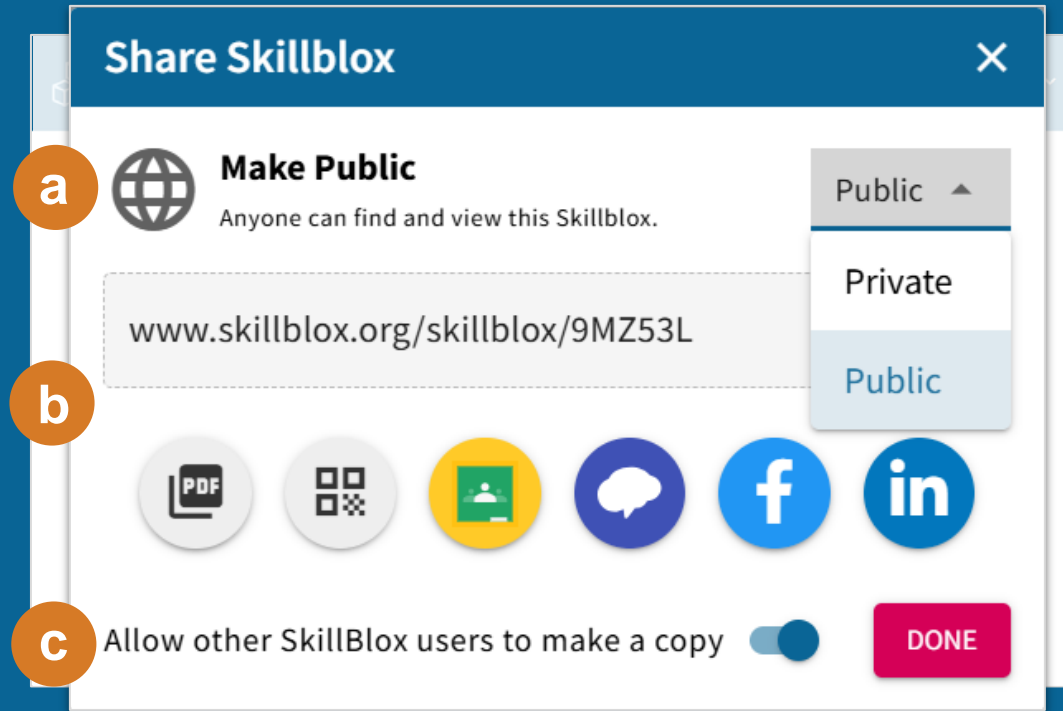 Share Skillblox
a
Make Public
Anyone can find and view this Skillblox.
Public
Private
Public
www.skillblox.org/skillblox/9MZ53L
b
PDF
f
in
c
Allow other SkillBlox users to make a copy
DONE